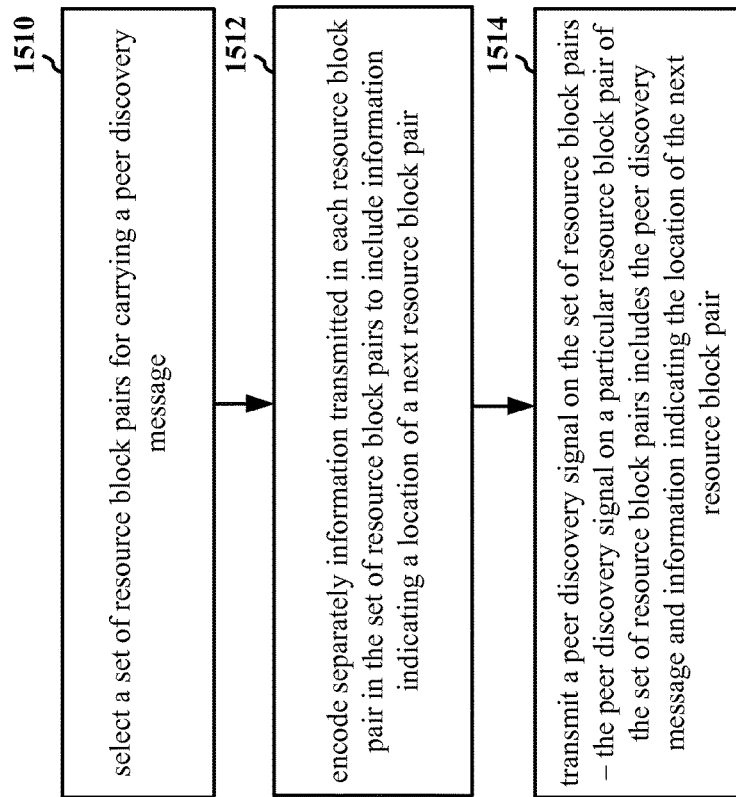 1510
select a set of resource block pairs for carrying a peer discovery
message
1512
encode separately information transmitted in each resource block
pair in the set of resource block pairs to include information
indicating a location of a next resource block pair
1514
transmit a peer discovery signal on the set of resource block pairs
– the peer discovery signal on a particular resource block pair of
the set of resource block pairs includes the peer discovery
message and information indicating the location of the next
resource block pair